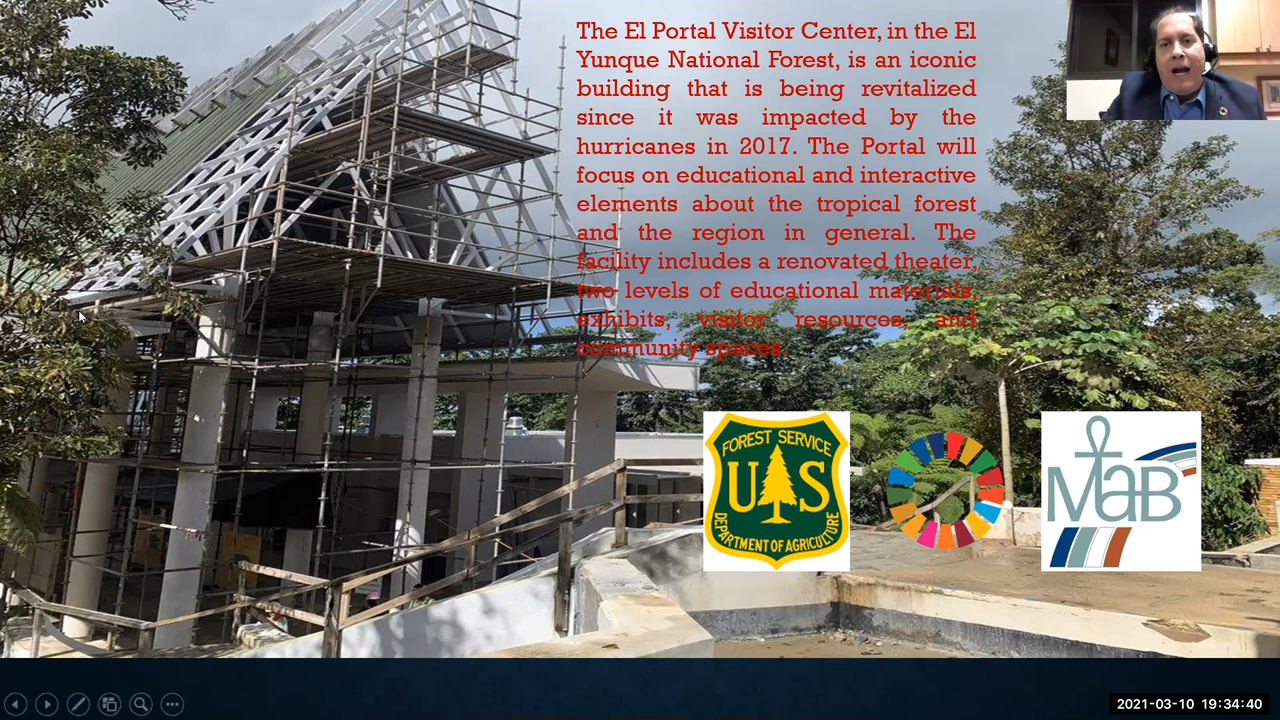 The El Portal Visitor Center, in the El
Yunque National Forest, is an iconic
building that is being revitalized
since it was impacted by the
hurricanes in 2017. The Portal will
focus on educational and interactive
elements about the tropical forest
and the region in general. The
facility includes a renovated theater,
two levels of educational materials,
exhibits, visitor resources, and
community spaces.
FOREST SERVICE
U S
DEPARTMENT OF AGRICULTURE
MaB
2021-03-10 19:34:40